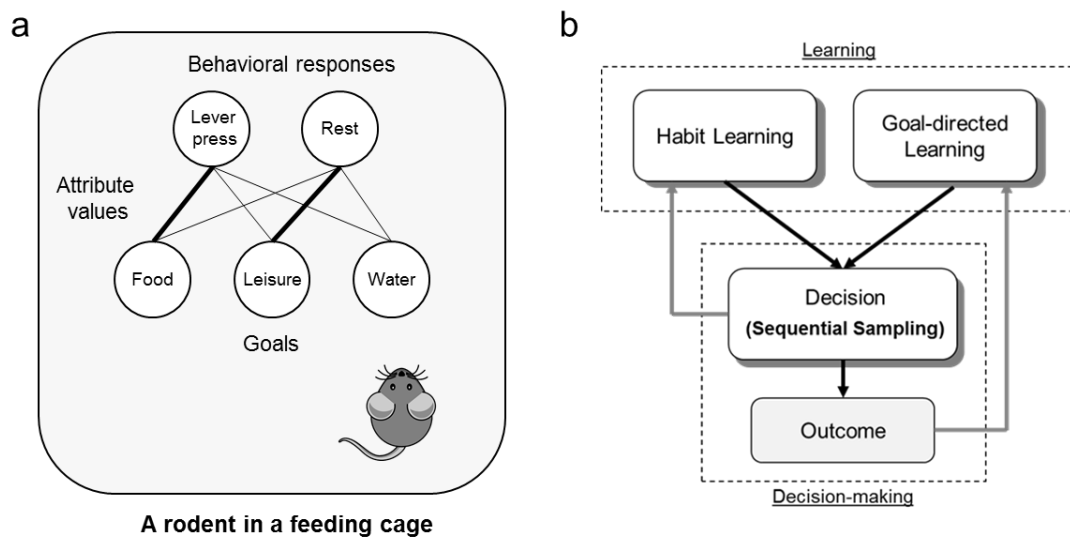 a
Behavioral responses
Lever
press
Rest
Attribute
values
Food
Leisure
Water
Goals
A rodent in a feeding cage
b
Learning
Habit Learning
Goal-directed
Learning
Decision
(Sequential Sampling)
Outcome
Decision-making